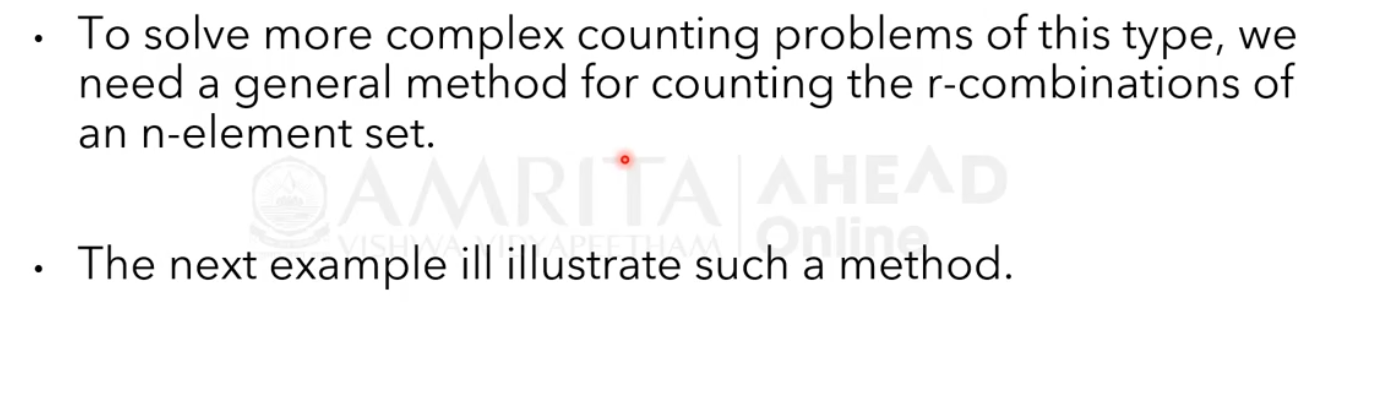 • To solve more complex counting problems of this type, we
need a general method for counting the r-combinations of
an n-element set.
AMRITA AHEAD
VISHWA VIDYAPEETHAM Online
• The next example ill illustrate such a method.